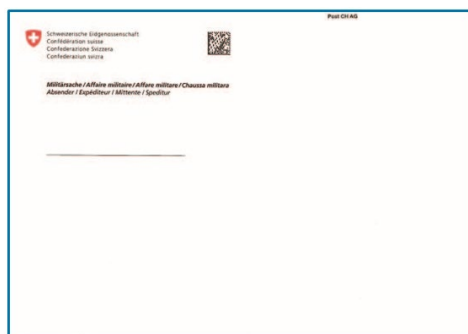 Post CH AG
Schweizerische Eidgenossenschaft
Confédération suisse
Confederazione Svizzera
Confederaziun svizra
Militärsache / Affaire militaire / Affare militare / Chaussa militara
Absender / Expéditeur / Mittente / Speditur